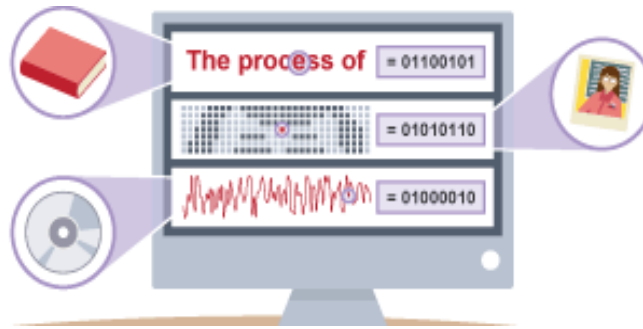 The process of = 01100101
= 01010110
= 01000010